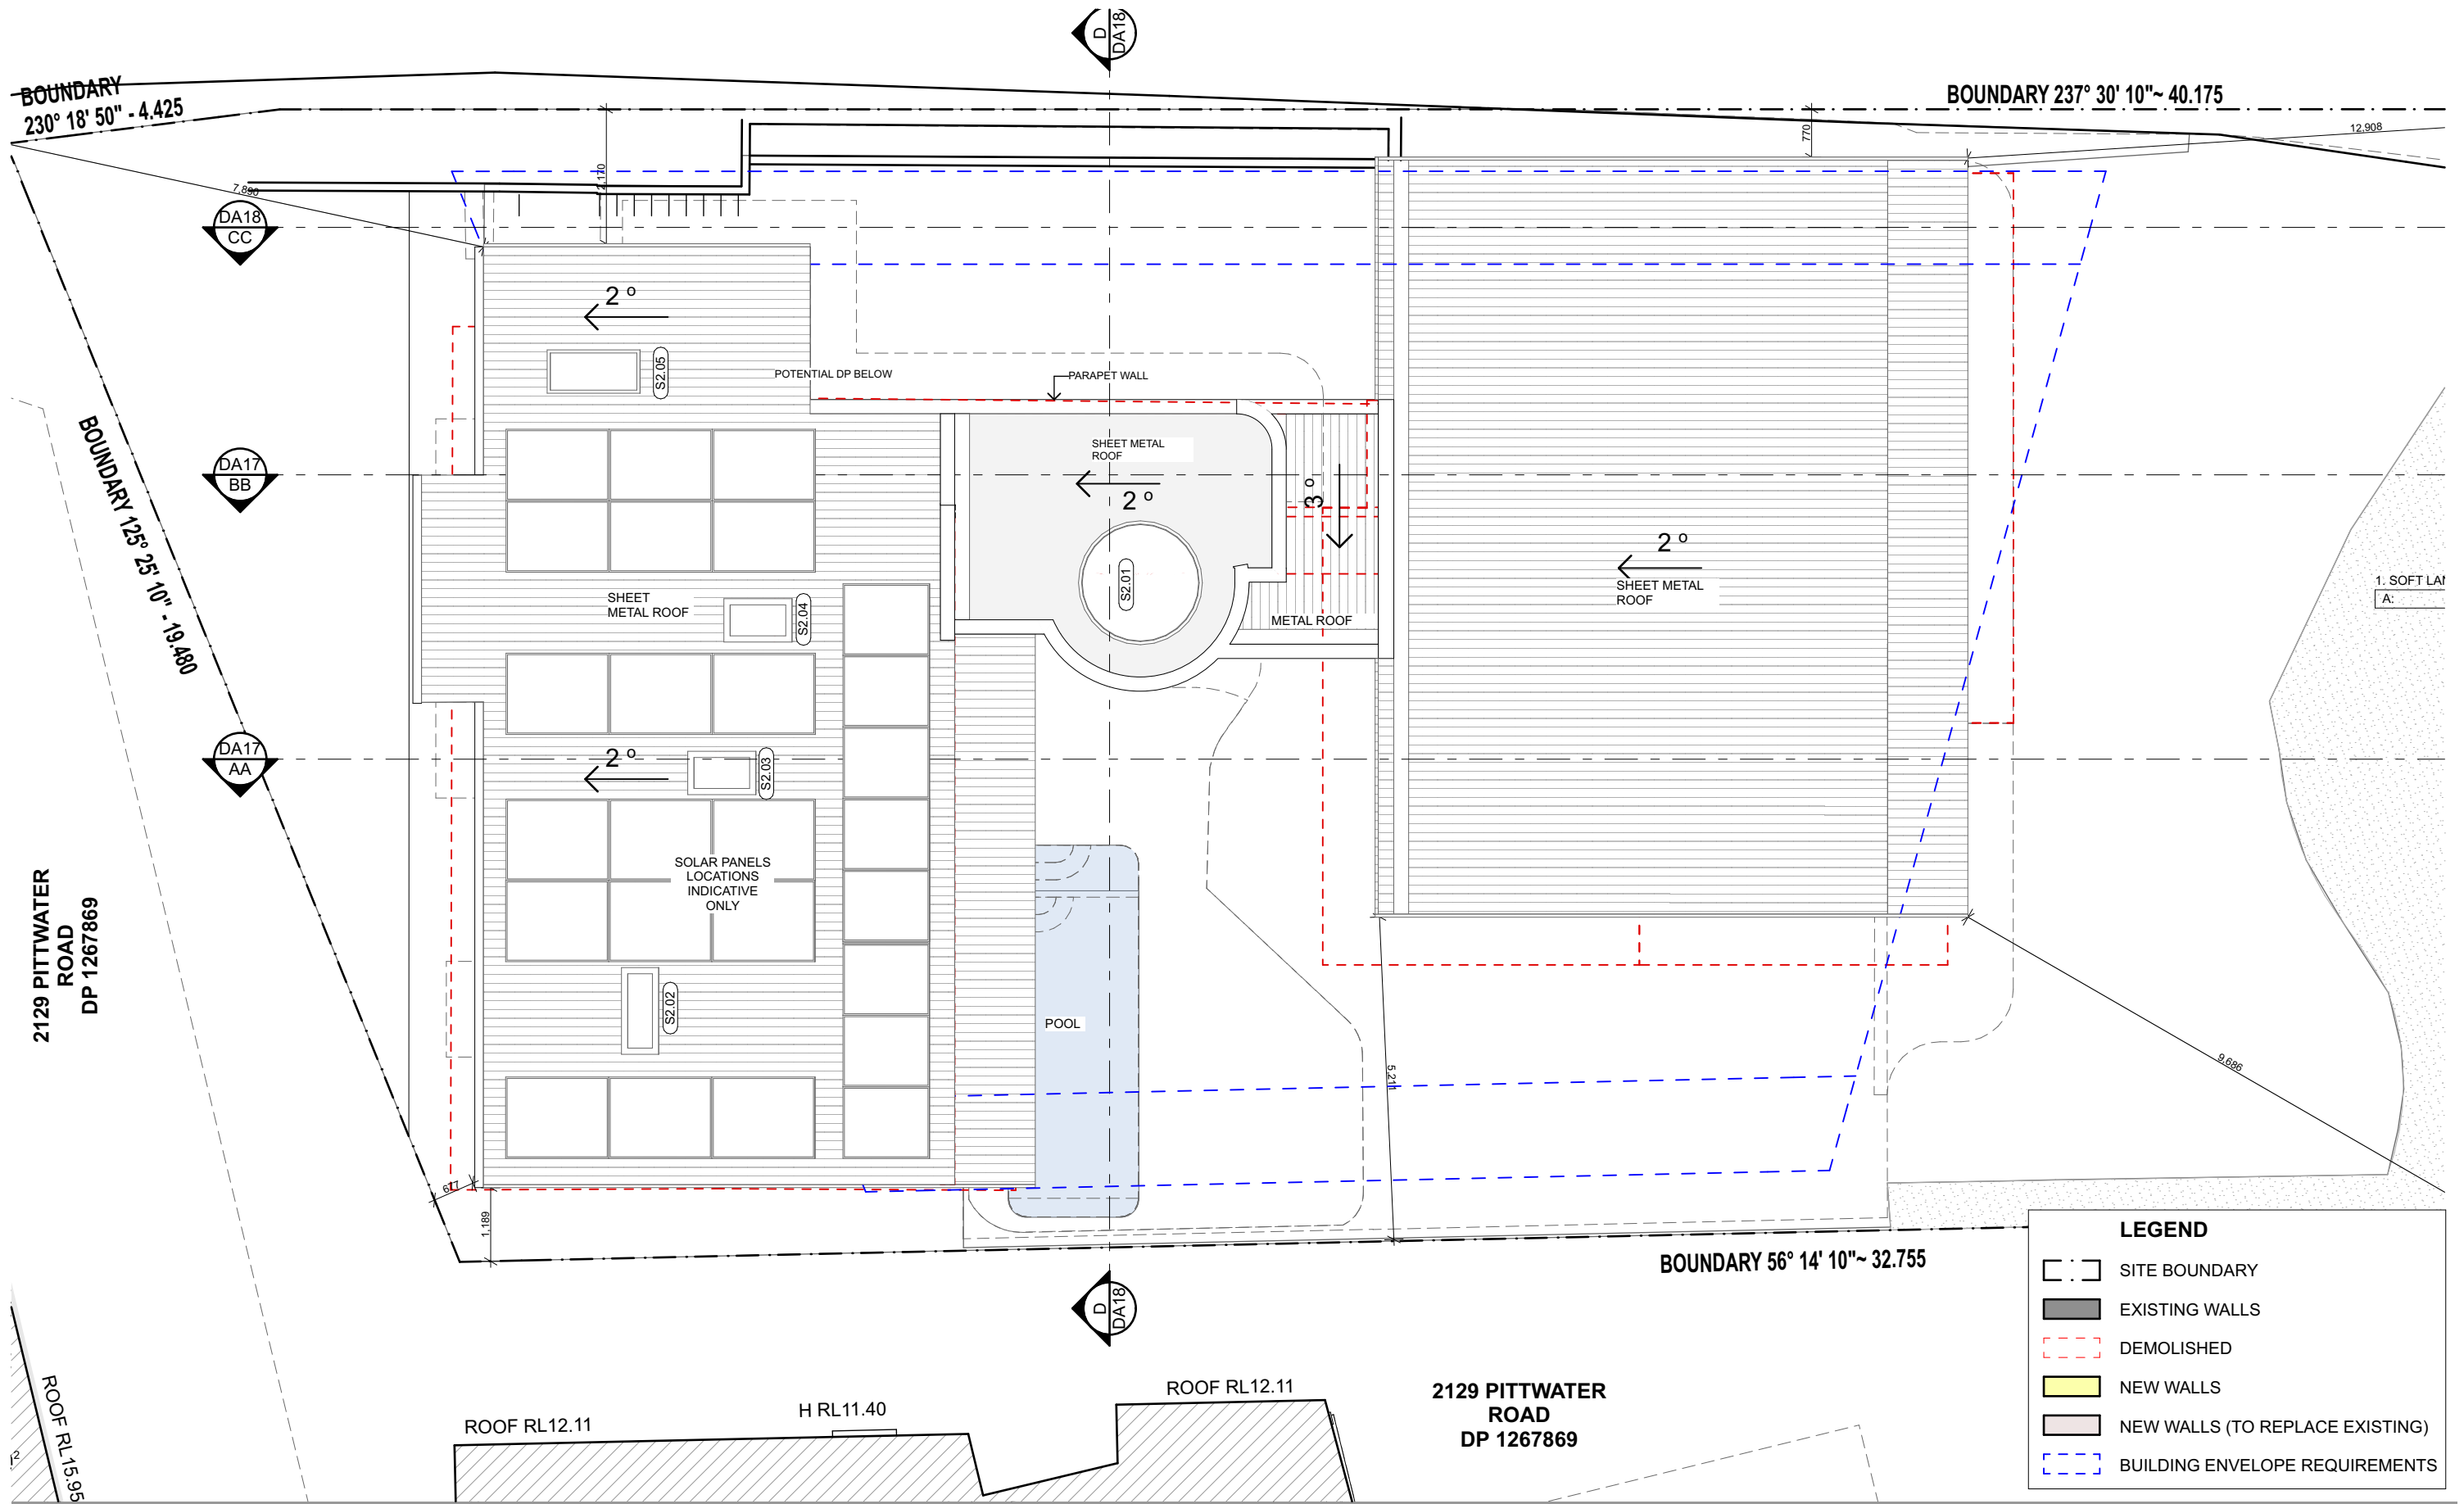 D
DA18
BOUNDARY
230° 18' 50" - 4.425
BOUNDARY 237° 30' 10"~ 40.175
770
12,908
7,890
2,170
DA18
CC
2 º
S2.05
POTENTIAL DP BELOW
PARAPET WALL
SHEET METAL
ROOF
2 º
3 º
DA17
BB
BOUNDARY 125° 25' 10" - 19.480
2 º
SHEET METAL
ROOF
SHEET
METAL ROOF
S2.04
S2.01
METAL ROOF
1. SOFT LAN
A:
DA17
AA
2 º
S2.03
SOLAR PANELS
LOCATIONS
INDICATIVE
ONLY
2129 PITTWATER
ROAD
DP 1267869
S2.02
POOL
5,211
9,686
677
1,189
BOUNDARY 56° 14' 10"~ 32.755
D
DA18
LEGEND
SITE BOUNDARY
EXISTING WALLS
DEMOLISHED
NEW WALLS
NEW WALLS (TO REPLACE EXISTING)
BUILDING ENVELOPE REQUIREMENTS
ROOF RL15.95
ROOF RL12.11
H RL11.40
ROOF RL12.11
2129 PITTWATER
ROAD
DP 1267869